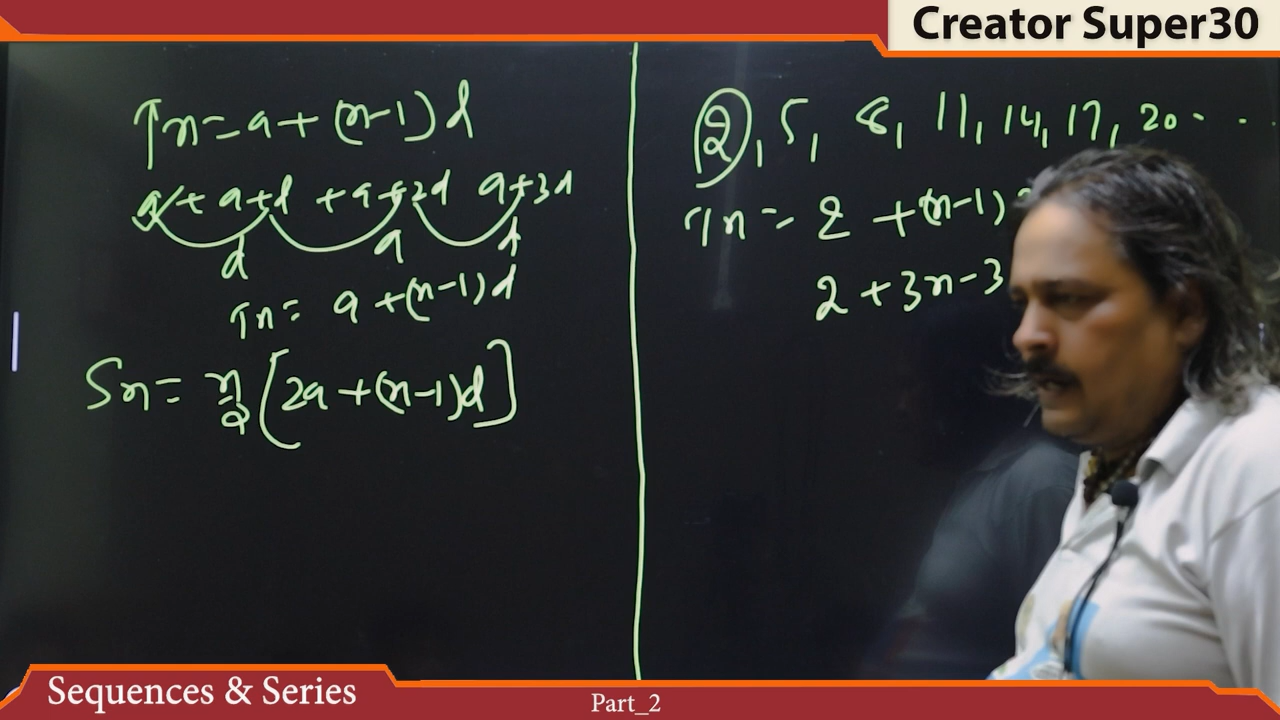 Creator Super30
Tn = a + (n-1)d
a + a+d + a+2d a+3d
d d d
Tn = a + (n-1)d
Sn = n/2 [2a + (n-1)d]
2, 5, 8, 11, 14, 17, 20 - - .
Tn = 2 + (n-1)
2 + 3n - 3
Sequences & Series
Part_2